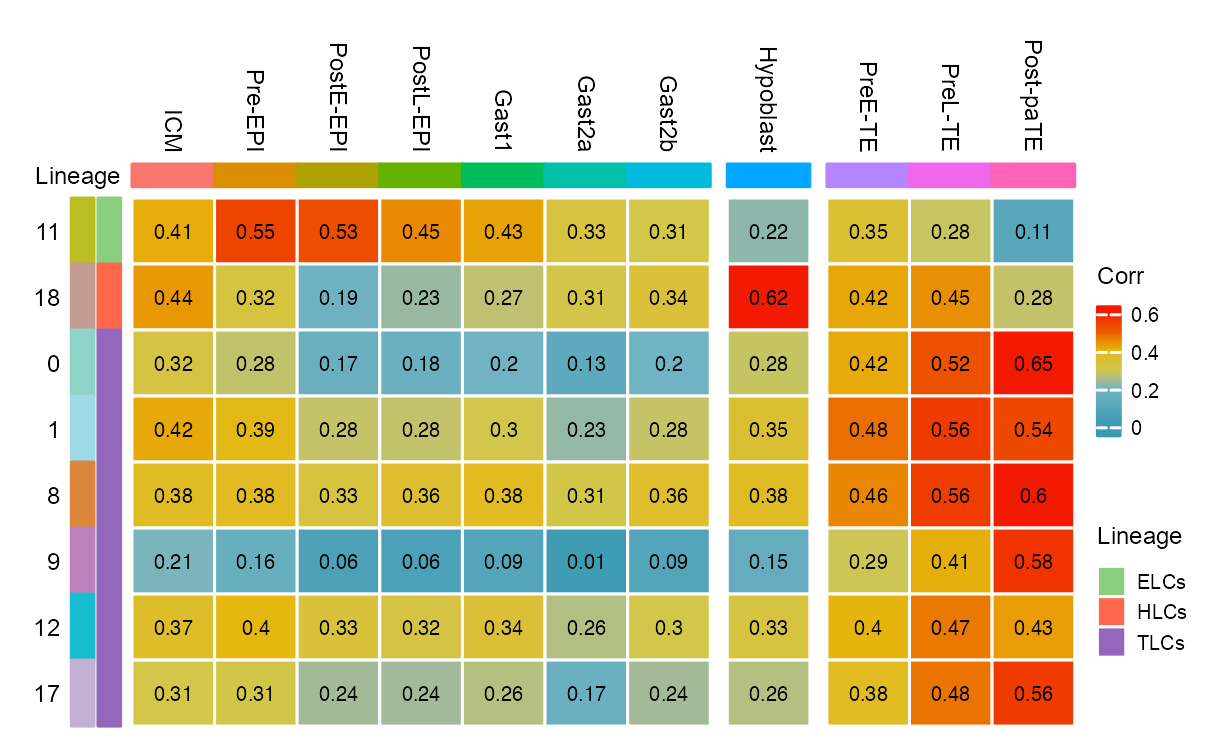 ICM Pre-EPI PostE-EPI PostL-EPI Gast1 Gast2a Gast2b Hypoblast PreE-TE PreL-TE Post-paTE
Lineage
11 0.41 0.55 0.53 0.45 0.43 0.33 0.31 0.22 0.35 0.28 0.11
18 0.44 0.32 0.19 0.23 0.27 0.31 0.34 0.62 0.42 0.45 0.28
0 0.32 0.28 0.17 0.18 0.2 0.13 0.2 0.28 0.42 0.52 0.65
1 0.42 0.39 0.28 0.28 0.3 0.23 0.28 0.35 0.48 0.56 0.54
8 0.38 0.38 0.33 0.36 0.38 0.31 0.36 0.38 0.46 0.56 0.6
9 0.21 0.16 0.06 0.06 0.09 0.01 0.09 0.15 0.29 0.41 0.58
12 0.37 0.4 0.33 0.32 0.34 0.26 0.3 0.33 0.4 0.47 0.43
17 0.31 0.31 0.24 0.24 0.26 0.17 0.24 0.26 0.38 0.48 0.56
Corr
0.6
0.4
0.2
0
Lineage
ELCs
HLCs
TLCs